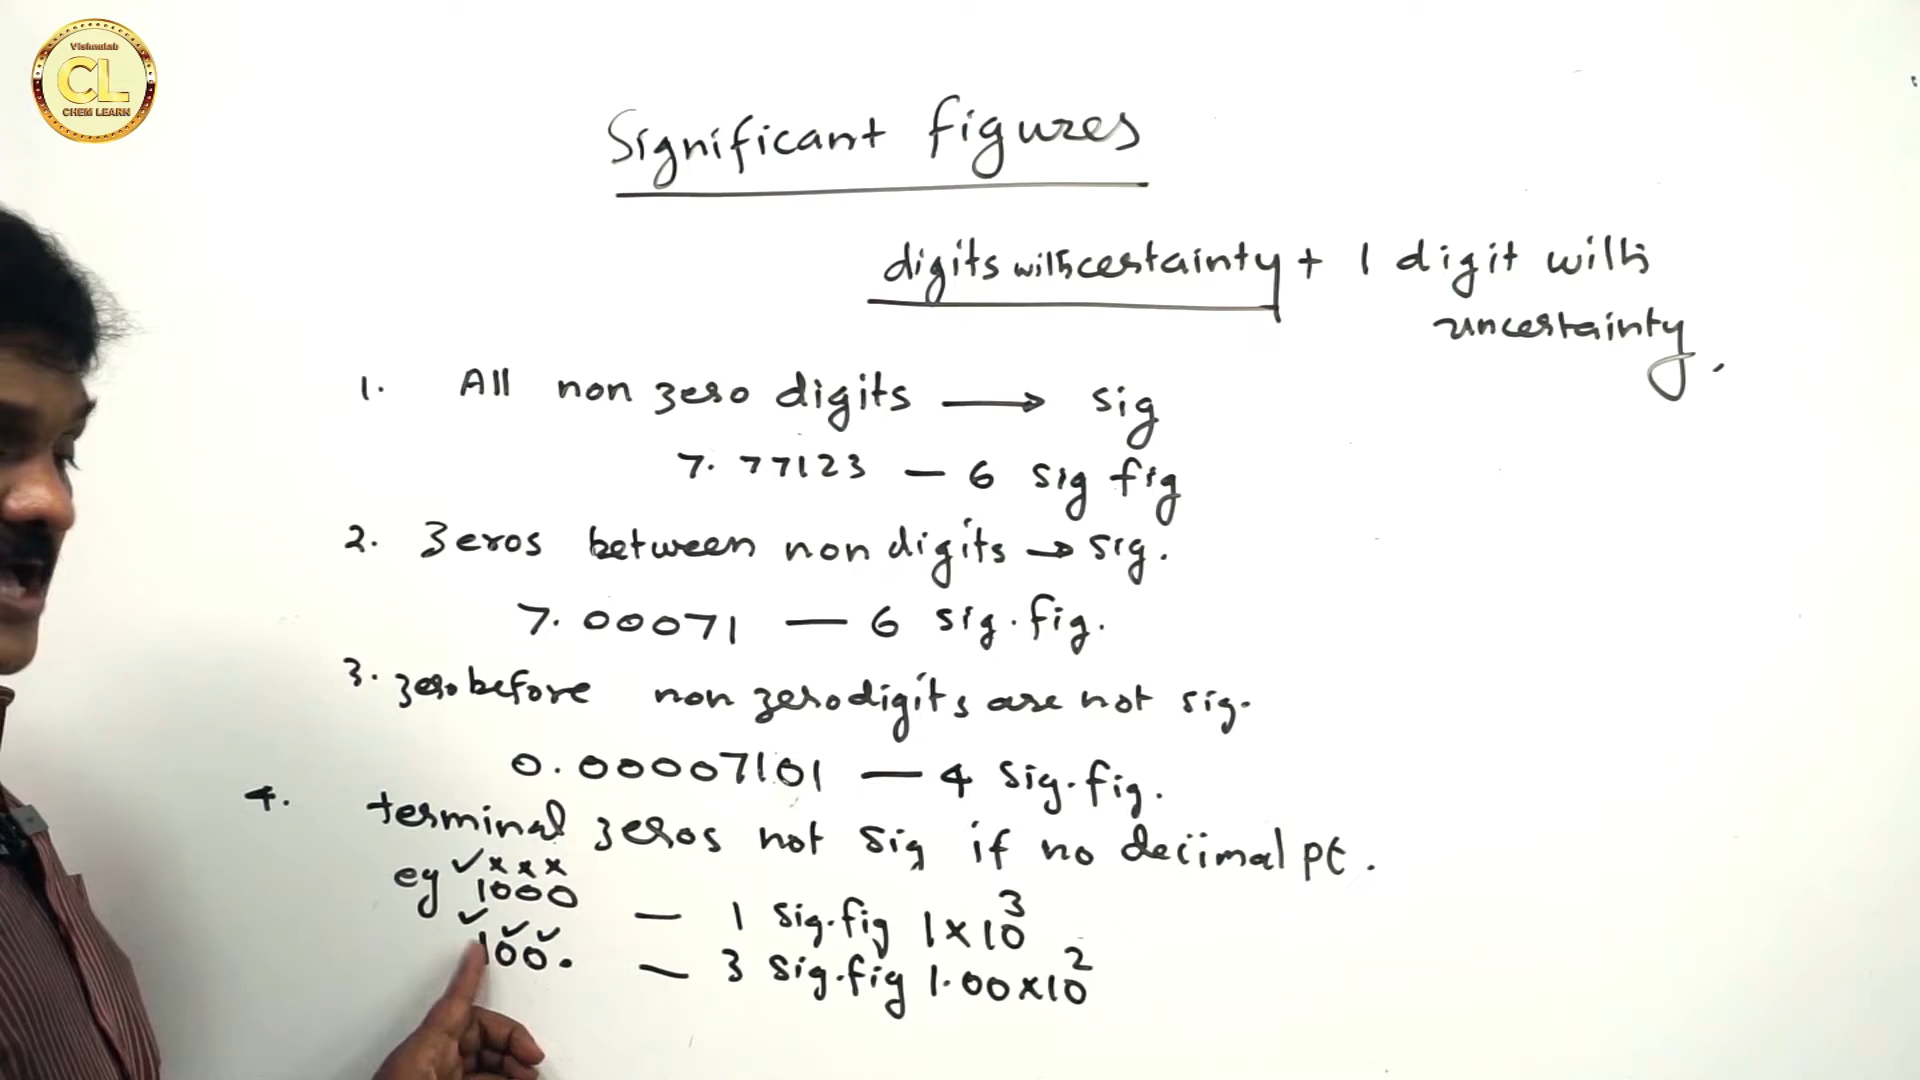 Vishnulab
CL
CHEM LEARN
Significant figures
digits with certainty + 1 digit with
uncertainty.
1. All non zero digits → sig
7.77123 — 6 sig fig
2. Zeros between non digits → sig.
7.00071 — 6 sig.fig.
3. zero before non zero digits are not sig.
0.00007101 — 4 sig.fig.
4. terminal zeros not sig if no decimal pt.
✓×××
eg 1000 — 1 sig.fig 1×10³
✓✓✓
100. — 3 sig.fig 1.00×10²